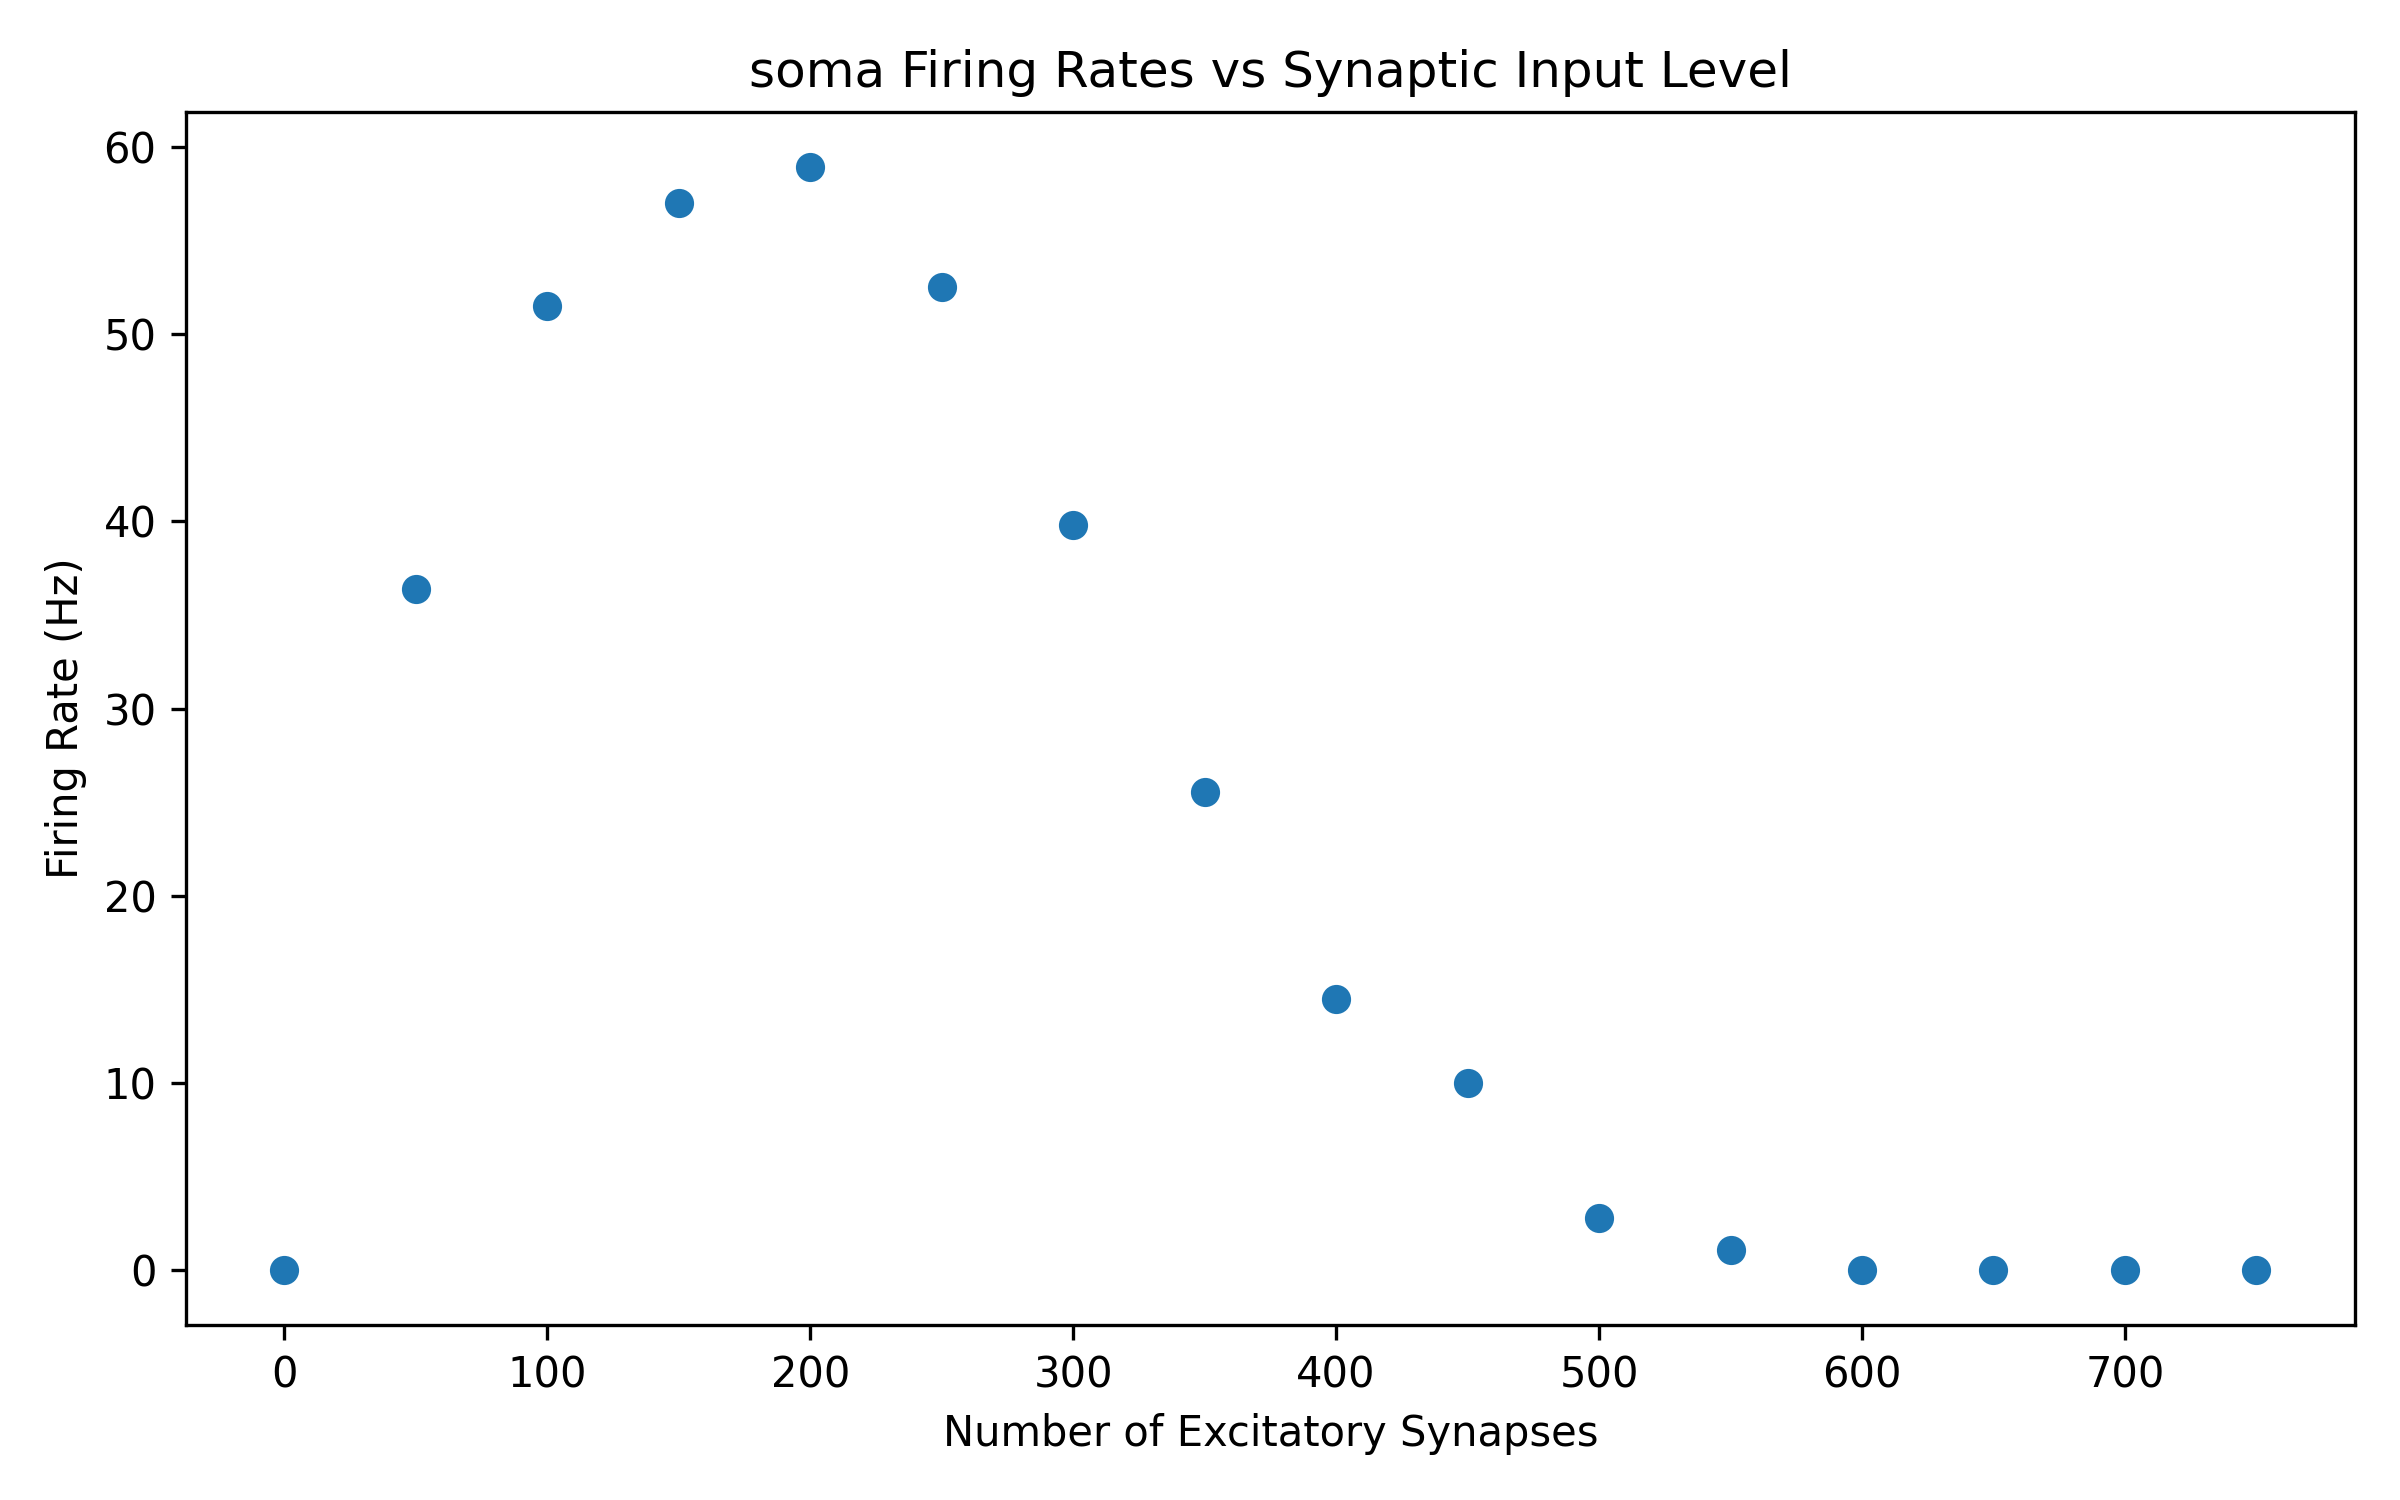 soma Firing Rates vs Synaptic Input Level
60
50
40
30
20
10
0
Firing Rate (Hz)
0 100 200 300 400 500 600 700
Number of Excitatory Synapses